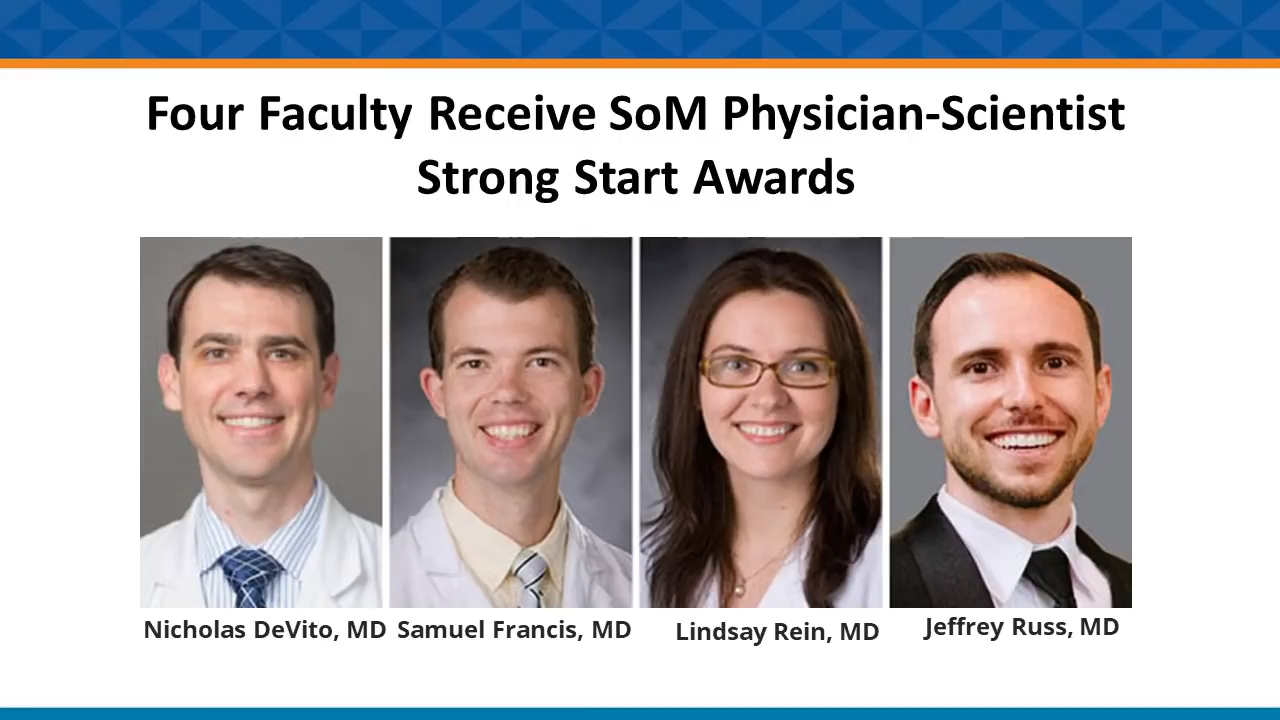 Four Faculty Receive SoM Physician-Scientist
Strong Start Awards
Nicholas DeVito, MD Samuel Francis, MD Lindsay Rein, MD Jeffrey Russ, MD